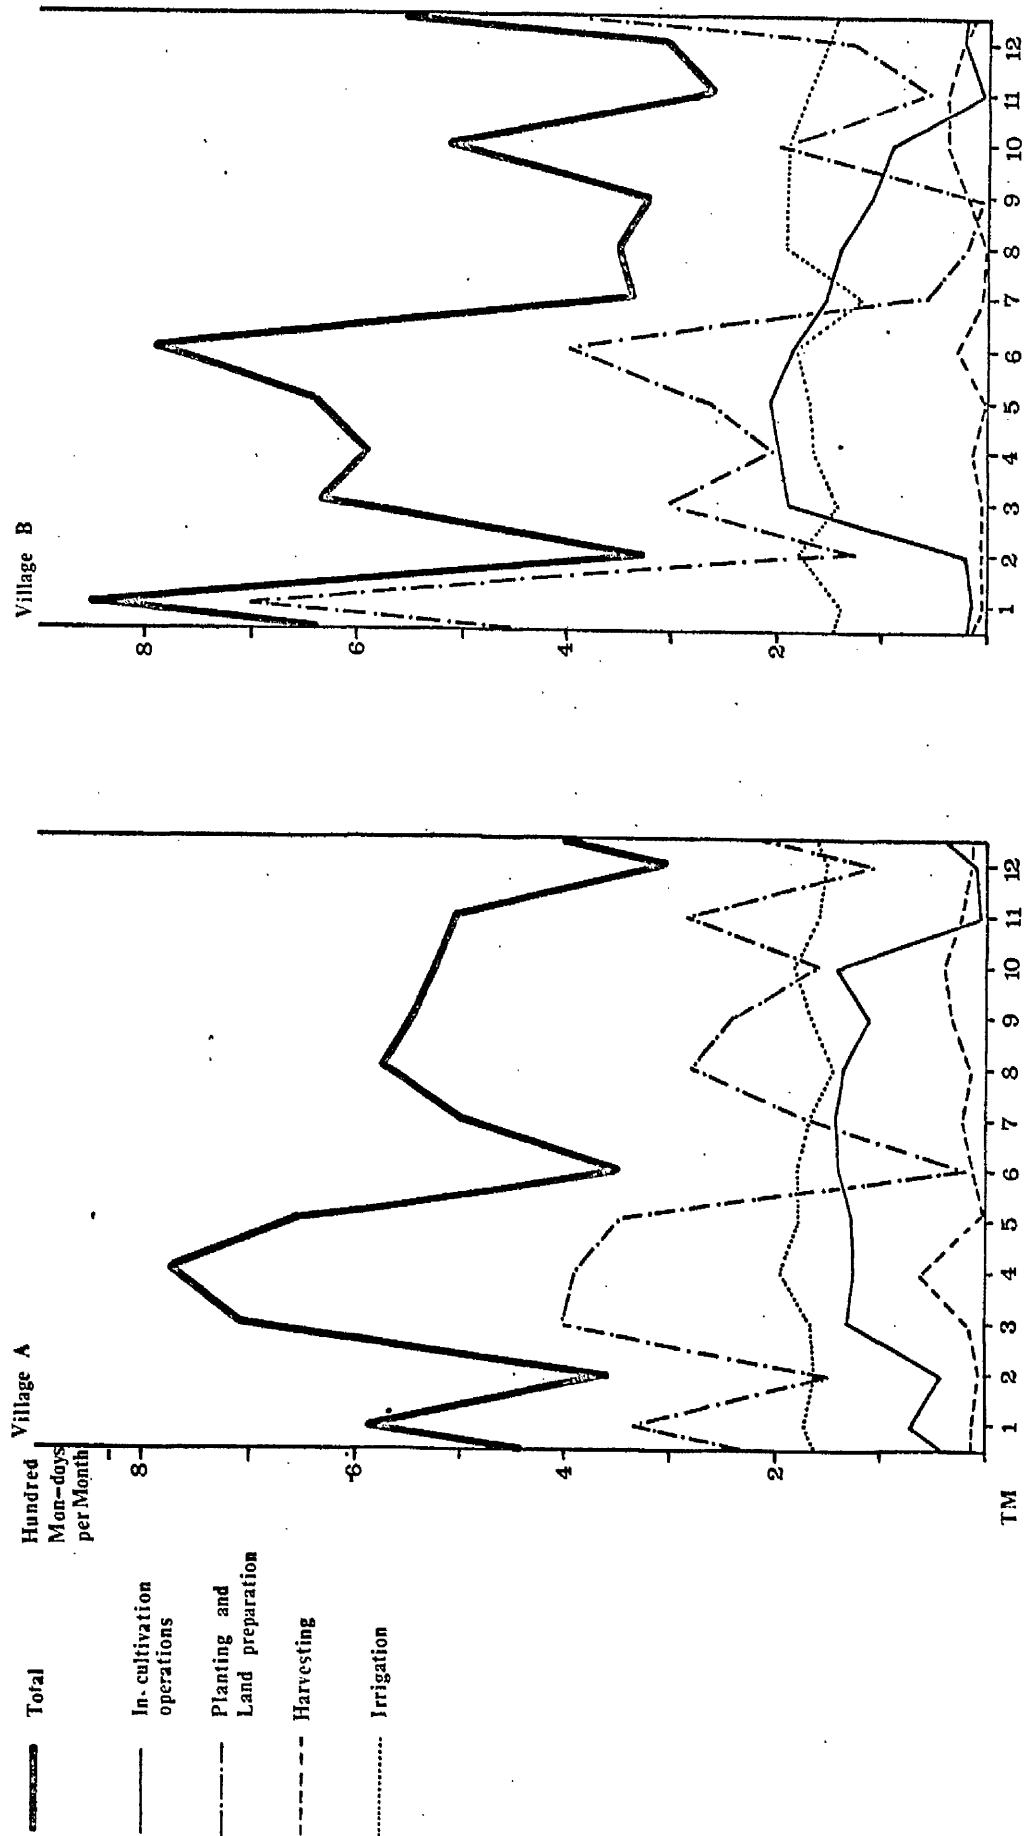 Total
In-cultivation
operations
Planting and
Land preparation
Harvesting
Irrigation
Hundred
Man-days
per Month
Village A
8
6
4
2
TM 1 2 3 4 5 6 7 8 9 10 11 12
Village B
8
6
4
2
1 2 3 4 5 6 7 8 9 10 11 12